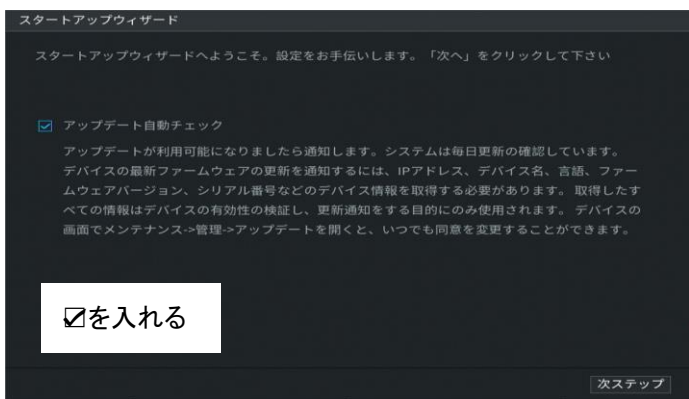 スタートアップウィザード
スタートアップウィザードへようこそ。設定をお手伝いします。「次へ」をクリックして下さい
アップデート自動チェック
アップデートが利用可能になりましたら通知します。システムは毎日更新の確認しています。
デバイスの最新ファームウェアの更新を通知するには、IPアドレス、デバイス名、言語、ファー
ムウェアバージョン、シリアル番号などのデバイス情報を取得する必要があります。 取得したす
べての情報はデバイスの有効性の検証し、更新通知をする目的にのみ使用されます。 デバイスの
画面でメンテナンス->管理->アップデートを開くと、いつでも同意を変更することができます。
☑を入れる
次ステップ